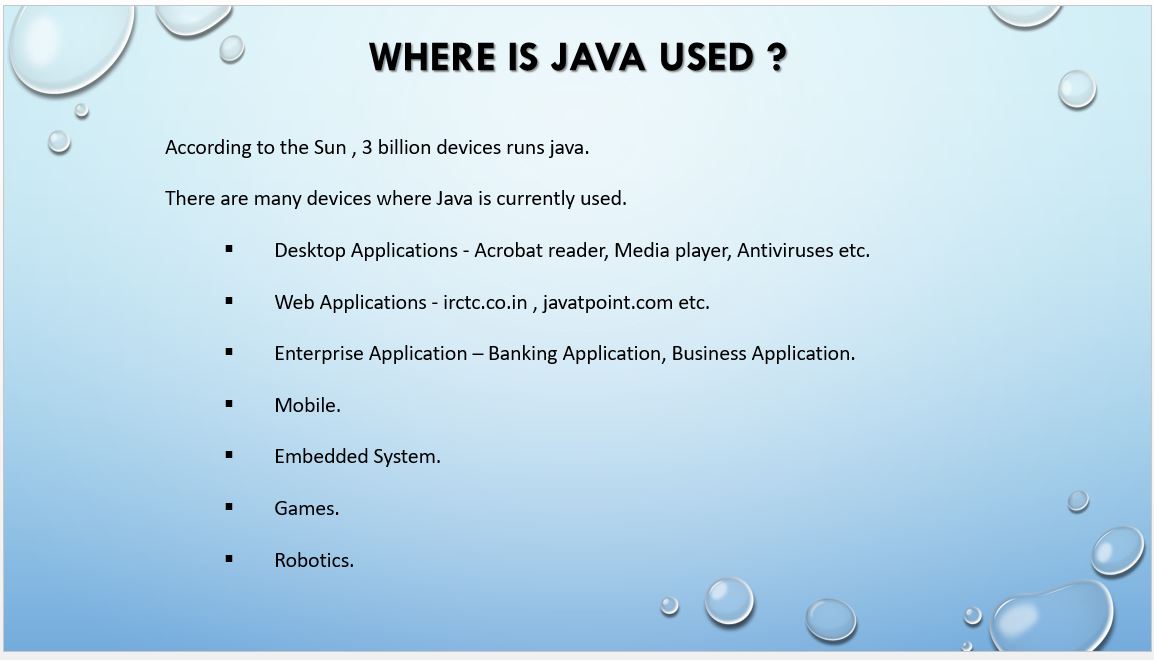 WHERE IS JAVA USED ?
According to the Sun , 3 billion devices runs java.
There are many devices where Java is currently used.
▪ Desktop Applications - Acrobat reader, Media player, Antiviruses etc.
▪ Web Applications - irctc.co.in , javatpoint.com etc.
▪ Enterprise Application – Banking Application, Business Application.
▪ Mobile.
▪ Embedded System.
▪ Games.
▪ Robotics.